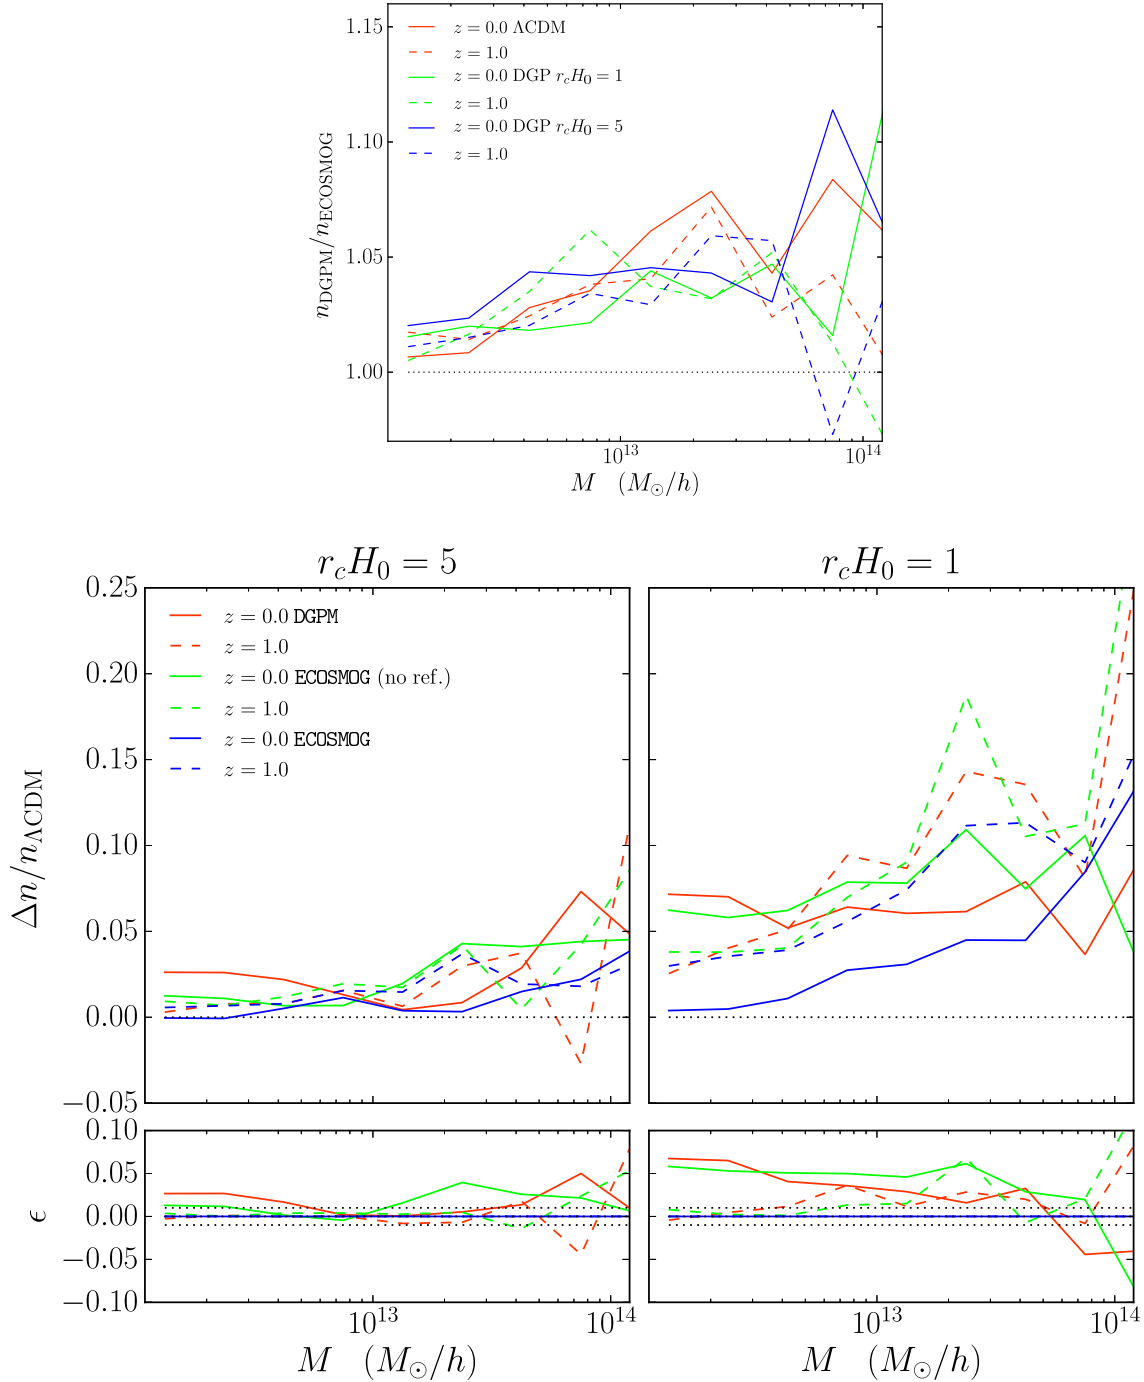 1.15
1.10
1.05
1.00
n_DGPM/n_ECOSMOG
z = 0.0 ΛCDM
z = 1.0
z = 0.0 DGP r_cH_0 = 1
z = 1.0
z = 0.0 DGP r_cH_0 = 5
z = 1.0
10^13
10^14
M (M_⊙/h)
r_cH_0 = 5
r_cH_0 = 1
0.25
0.20
0.15
0.10
0.05
0.00
−0.05
Δn/n_ΛCDM
z = 0.0 DGPM
z = 1.0
z = 0.0 ECOSMOG (no ref.)
z = 1.0
z = 0.0 ECOSMOG
z = 1.0
0.10
0.05
0.00
−0.05
−0.10
ϵ
10^13
10^14
10^13
10^14
M (M_⊙/h)
M (M_⊙/h)